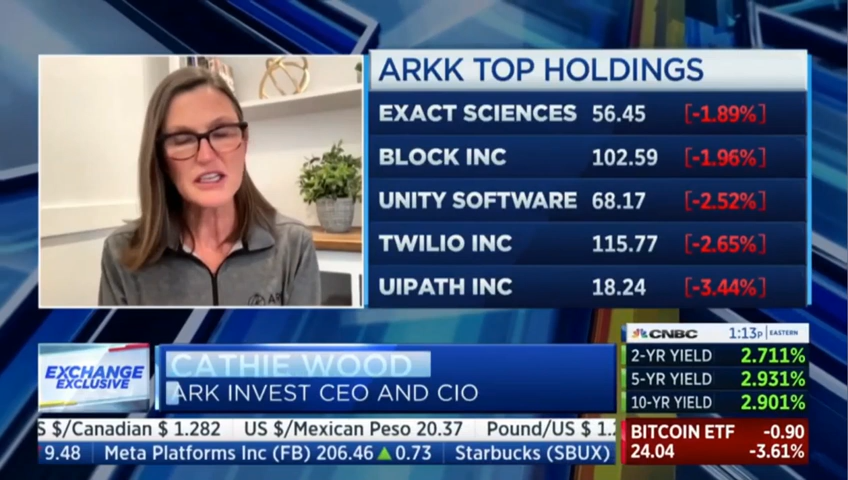 ARKK TOP HOLDINGS
EXACT SCIENCES 56.45 [-1.89%]
BLOCK INC 102.59 [-1.96%]
UNITY SOFTWARE 68.17 [-2.52%]
TWILIO INC 115.77 [-2.65%]
UIPATH INC 18.24 [-3.44%]
EXCHANGE
EXCLUSIVE
CATHIE WOOD
ARK INVEST CEO AND CIO
CNBC 1:13P EASTERN
2-YR YIELD 2.711%
5-YR YIELD 2.931%
10-YR YIELD 2.901%
BITCOIN ETF -0.90
24.04 -3.61%
S $/Canadian $ 1.282 US $/Mexican Peso 20.37 Pound/US $ 1.
9.48 Meta Platforms Inc (FB) 206.46 ▲ 0.73 Starbucks (SBUX)